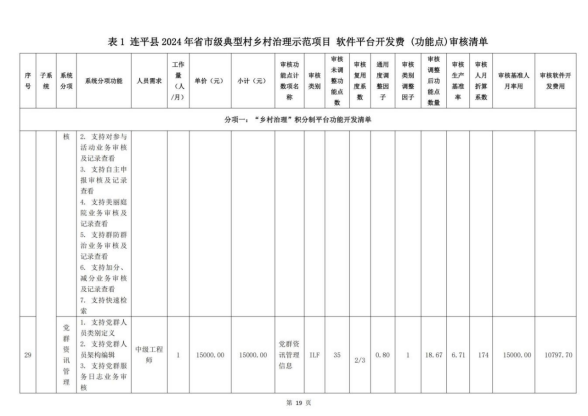 表 1 连平县 2024 年省市级典型村乡村治理示范项目 软件平台开发费 (功能点)审核清单
序号 子系统 系统分项 系统分项功能 人员需求 工作量（人/月） 单价（元） 小计（元） 审核功能点计数项名称 审核类别 审核未调整功能点数 审核复用度系数 通用度调整因子 审核类别调整因子 审核调整后功能点数量 审核生产基准率 审核人月折算系数 审核基准人月率用 审核软件开发费用
分项一：“乡村治理”积分制平台功能开发清单
核 2. 支持对参与
活动业务审核
及记录查看
3. 支持自主申
报审核及记录
查看
4. 支持美丽庭
院业务审核及
记录查看
5. 支持群防群
治业务审核及
记录查看
6. 支持加分、
减分业务审核
及记录查看
7. 支持快速检
索
29 党群资讯管理 1. 支持党群人
员类别定义
2. 支持党群人
员架构编辑
3. 支持党群服
务日志业务审
核
中级工程师 1 15000.00 15000.00 党群资讯管理信息 ILF 35 2/3 0.80 1 18.67 6.71 174 15000.00 10797.70
第 19 页